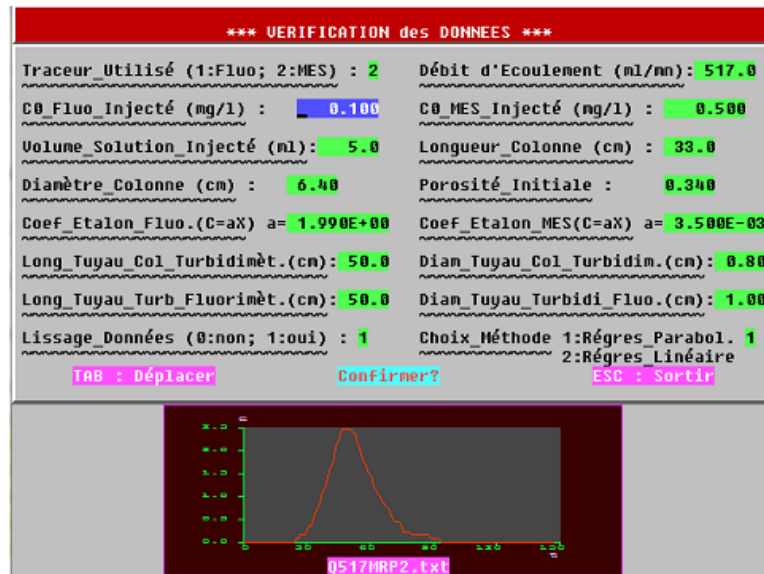 *** VERIFICATION des DONNEES ***
Traceur_Utilisé (1:Fluo; 2:MES) : 2 Débit d'Ecoulement (ml/mn): 517.0
C0_Fluo_Injecté (mg/l) : 0.100 C0_MES_Injecté (mg/l) : 0.500
Volume_Solution_Injecté (ml): 5.0 Longueur_Colonne (cm) : 33.0
Diamètre_Colonne (cm) : 6.40 Porosité_Initiale : 0.340
Coef_Etalon_Fluo.(C=aX) a= 1.990E+00 Coef_Etalon_MES(C=aX) a= 3.500E-03
Long_Tuyau_Col_Turbidimèt.(cm): 50.0 Diam_Tuyau_Col_Turbidim.(cm): 0.80
Long_Tuyau_Turb_Fluorimèt.(cm): 50.0 Diam_Tuyau_Turbidi_Fluo.(cm): 1.00
Lissage_Données (0:non; 1:oui) : 1 Choix_Méthode 1:Régres_Parabol. 1
2:Régres_Linéaire
TAB : Déplacer Confirmer? ESC : Sortir
Q517MRP2.txt